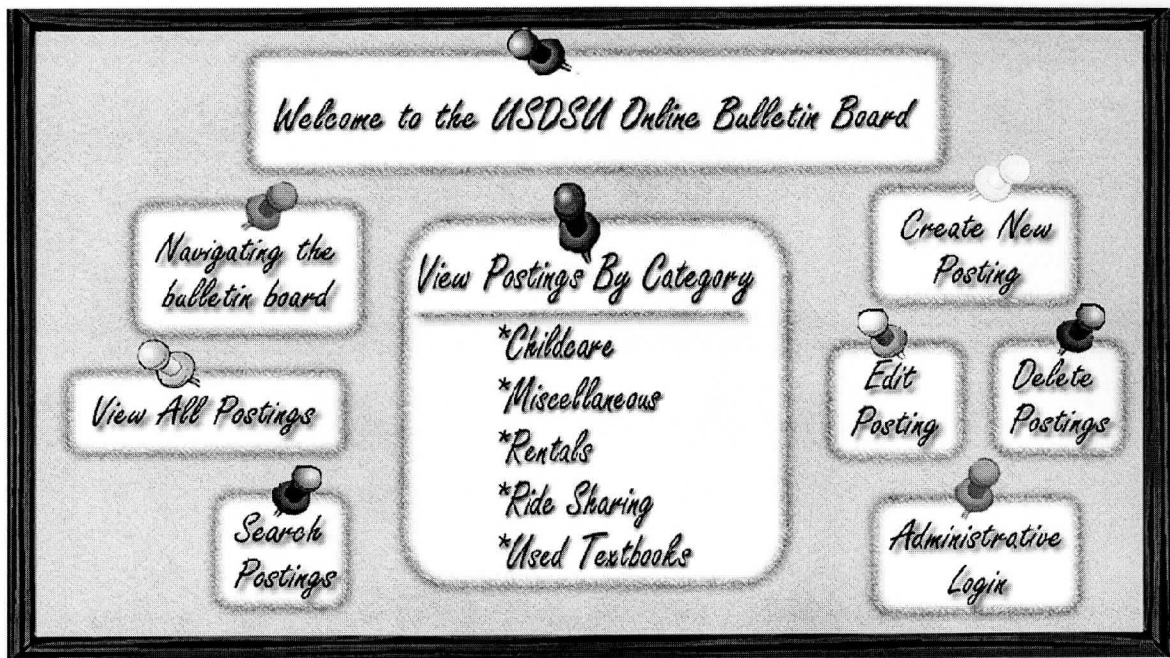 Welcome to the USDSU Online Bulletin Board
Navigating the
bulletin board
View All Postings
Search
Postings
View Postings By Category
*Childcare
*Miscellaneous
*Rentals
*Ride Sharing
*Used Textbooks
Create New
Posting
Edit
Posting
Delete
Postings
Administrative
Login